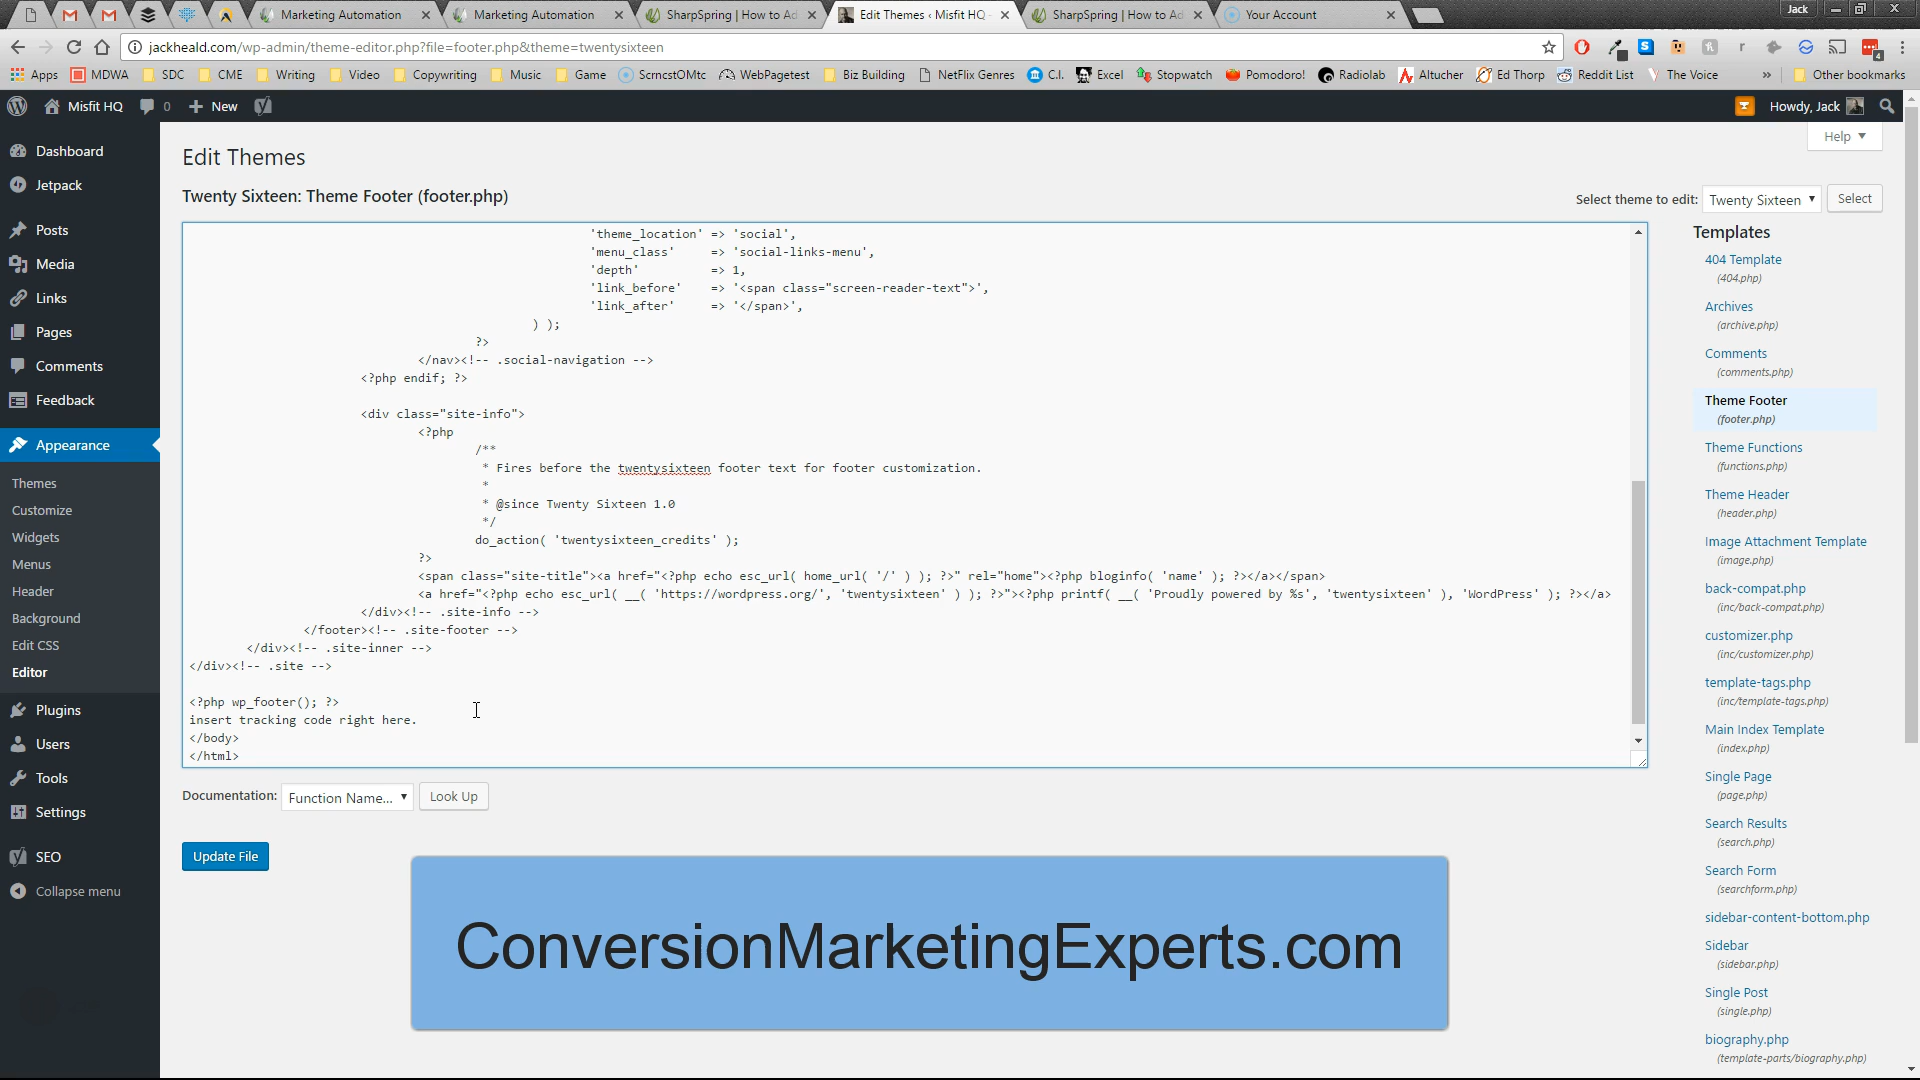 Marketing Automation
Marketing Automation
SharpSpring | How to Ad
Edit Themes ‹ Misfit HQ
SharpSpring | How to Ad
Your Account
Jack
jackheald.com/wp-admin/theme-editor.php?file=footer.php&theme=twentysixteen
Apps
MDWA
SDC
CME
Writing
Video
Copywriting
Music
Game
ScrncstOMtc
WebPagetest
Biz Building
NetFlix Genres
C.I.
Excel
Stopwatch
Pomodoro!
Radiolab
Altucher
Ed Thorp
Reddit List
The Voice
»
Other bookmarks
Misfit HQ
0
New
Howdy, Jack
Help
Dashboard
Jetpack
Posts
Media
Links
Pages
Comments
Feedback
Appearance
Themes
Customize
Widgets
Menus
Header
Background
Edit CSS
Editor
Plugins
Users
Tools
Settings
SEO
Collapse menu
Edit Themes
Twenty Sixteen: Theme Footer (footer.php)
Select theme to edit:
Twenty Sixteen
Select
'theme_location' => 'social',
'menu_class'     => 'social-links-menu',
'depth'          => 1,
'link_before'    => '<span class="screen-reader-text">',
'link_after'     => '</span>',
) );
?>
</nav><!-- .social-navigation -->
<?php endif; ?>
<div class="site-info">
<?php
/**
* Fires before the twentysixteen footer text for footer customization.
*
* @since Twenty Sixteen 1.0
*/
do_action( 'twentysixteen_credits' );
?>
<span class="site-title"><a href="<?php echo esc_url( home_url( '/' ) ); ?>" rel="home"><?php bloginfo( 'name' ); ?></a></span>
<a href="<?php echo esc_url( __( 'https://wordpress.org/', 'twentysixteen' ) ); ?>"><?php printf( __( 'Proudly powered by %s', 'twentysixteen' ), 'WordPress' ); ?></a>
</div><!-- .site-info -->
</footer><!-- .site-footer -->
</div><!-- .site-inner -->
</div><!-- .site -->
<?php wp_footer(); ?>
insert tracking code right here.
</body>
</html>
Documentation:
Function Name...
Look Up
Update File
Templates
404 Template
(404.php)
Archives
(archive.php)
Comments
(comments.php)
Theme Footer
(footer.php)
Theme Functions
(functions.php)
Theme Header
(header.php)
Image Attachment Template
(image.php)
back-compat.php
(inc/back-compat.php)
customizer.php
(inc/customizer.php)
template-tags.php
(inc/template-tags.php)
Main Index Template
(index.php)
Single Page
(page.php)
Search Results
(search.php)
Search Form
(searchform.php)
sidebar-content-bottom.php
Sidebar
(sidebar.php)
Single Post
(single.php)
biography.php
(template-parts/biography.php)
ConversionMarketingExperts.com